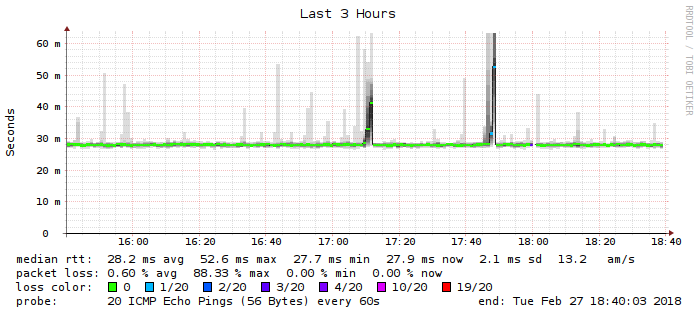 Last 3 Hours
RRDTOOL / TOBI OETIKER
Seconds
60 m
50 m
40 m
30 m
20 m
10 m
0
16:00 16:20 16:40 17:00 17:20 17:40 18:00 18:20 18:40
median rtt: 28.2 ms avg 52.6 ms max 27.7 ms min 27.9 ms now 2.1 ms sd 13.2 am/s
packet loss: 0.60 % avg 88.33 % max 0.00 % min 0.00 % now
loss color: 0 1/20 2/20 3/20 4/20 10/20 19/20
probe: 20 ICMP Echo Pings (56 Bytes) every 60s end: Tue Feb 27 18:40:03 2018